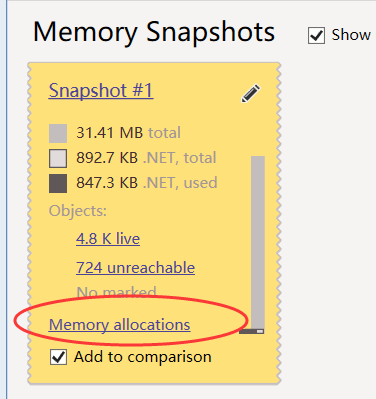 Memory Snapshots
Show
Snapshot #1
31.41 MB total
892.7 KB .NET, total
847.3 KB .NET, used
Objects:
4.8 K live
724 unreachable
No marked
Memory allocations
Add to comparison